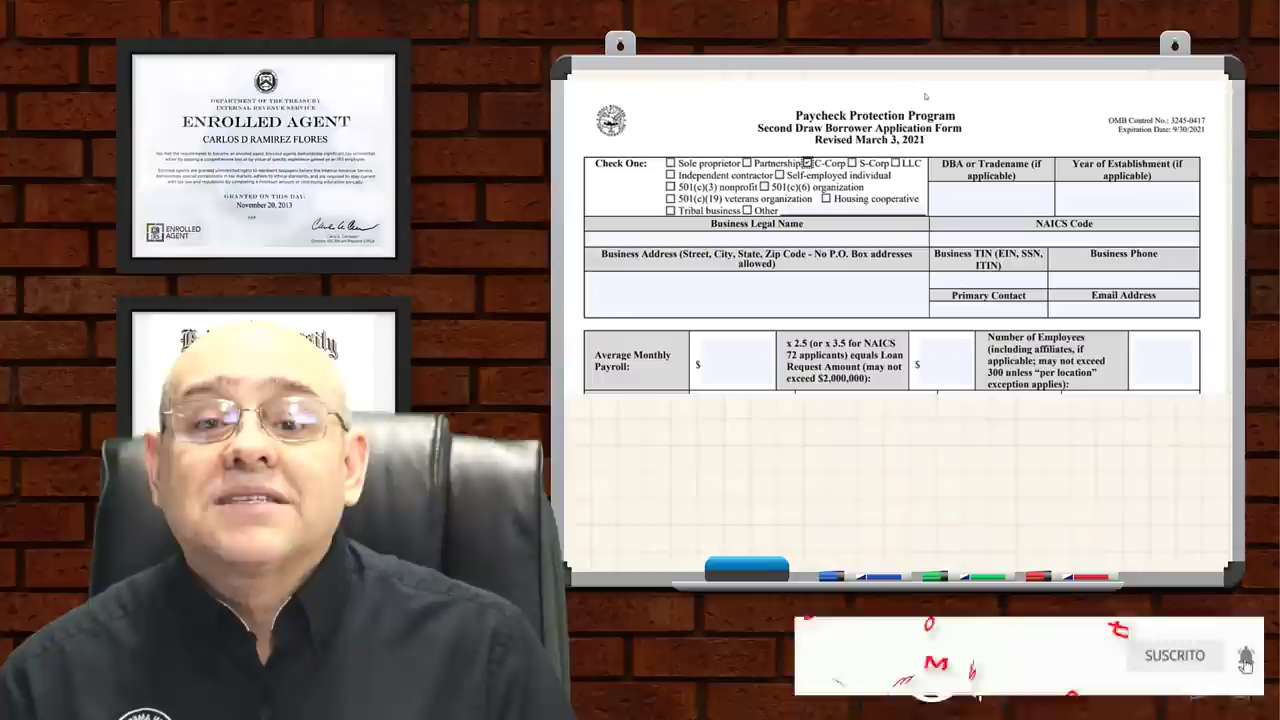 DEPARTMENT OF THE TREASURY
INTERNAL REVENUE SERVICE
ENROLLED AGENT
CARLOS D RAMIREZ FLORES
GRANTED ON THIS DAY:
November 20, 2013
ENROLLED
AGENT
Paycheck Protection Program
Second Draw Borrower Application Form
Revised March 3, 2021
OMB Control No.: 3245-0417
Expiration Date: 9/30/2021
Check One: Sole proprietor Partnership C-Corp S-Corp LLC
Independent contractor Self-employed individual
501(c)(3) nonprofit 501(c)(6) organization
501(c)(19) veterans organization Housing cooperative
Tribal business Other
DBA or Tradename (if
applicable)
Year of Establishment (if
applicable)
Business Legal Name
NAICS Code
Business Address (Street, City, State, Zip Code - No P.O. Box addresses
allowed)
Business TIN (EIN, SSN,
ITIN)
Business Phone
Primary Contact
Email Address
Average Monthly
Payroll:
$
x 2.5 (or x 3.5 for NAICS
72 applicants) equals Loan
Request Amount (may not
exceed $2,000,000):
$
Number of Employees
(including affiliates, if
applicable; may not exceed
300 unless "per location"
exception applies):
SUSCRITO